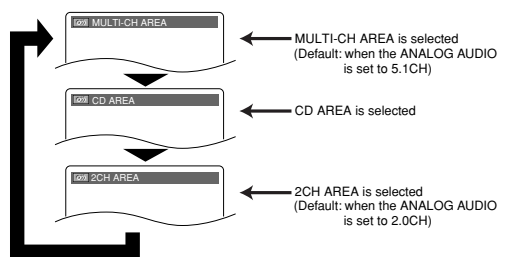 MULTI-CH AREA
MULTI-CH AREA is selected
(Default: when the ANALOG AUDIO
is set to 5.1CH)
CD AREA
CD AREA is selected
2CH AREA
2CH AREA is selected
(Default: when the ANALOG AUDIO
is set to 2.0CH)